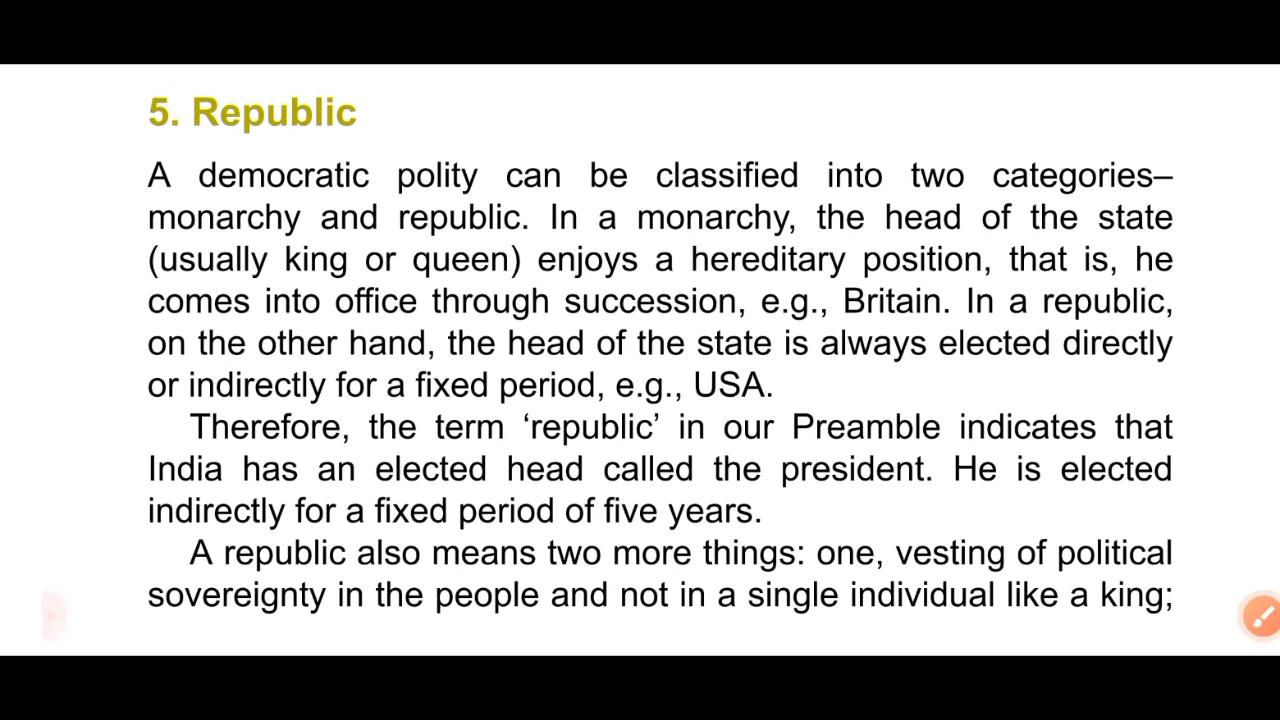 5. Republic
A democratic polity can be classified into two categories–
monarchy and republic. In a monarchy, the head of the state
(usually king or queen) enjoys a hereditary position, that is, he
comes into office through succession, e.g., Britain. In a republic,
on the other hand, the head of the state is always elected directly
or indirectly for a fixed period, e.g., USA.
Therefore, the term ‘republic’ in our Preamble indicates that
India has an elected head called the president. He is elected
indirectly for a fixed period of five years.
A republic also means two more things: one, vesting of political
sovereignty in the people and not in a single individual like a king;